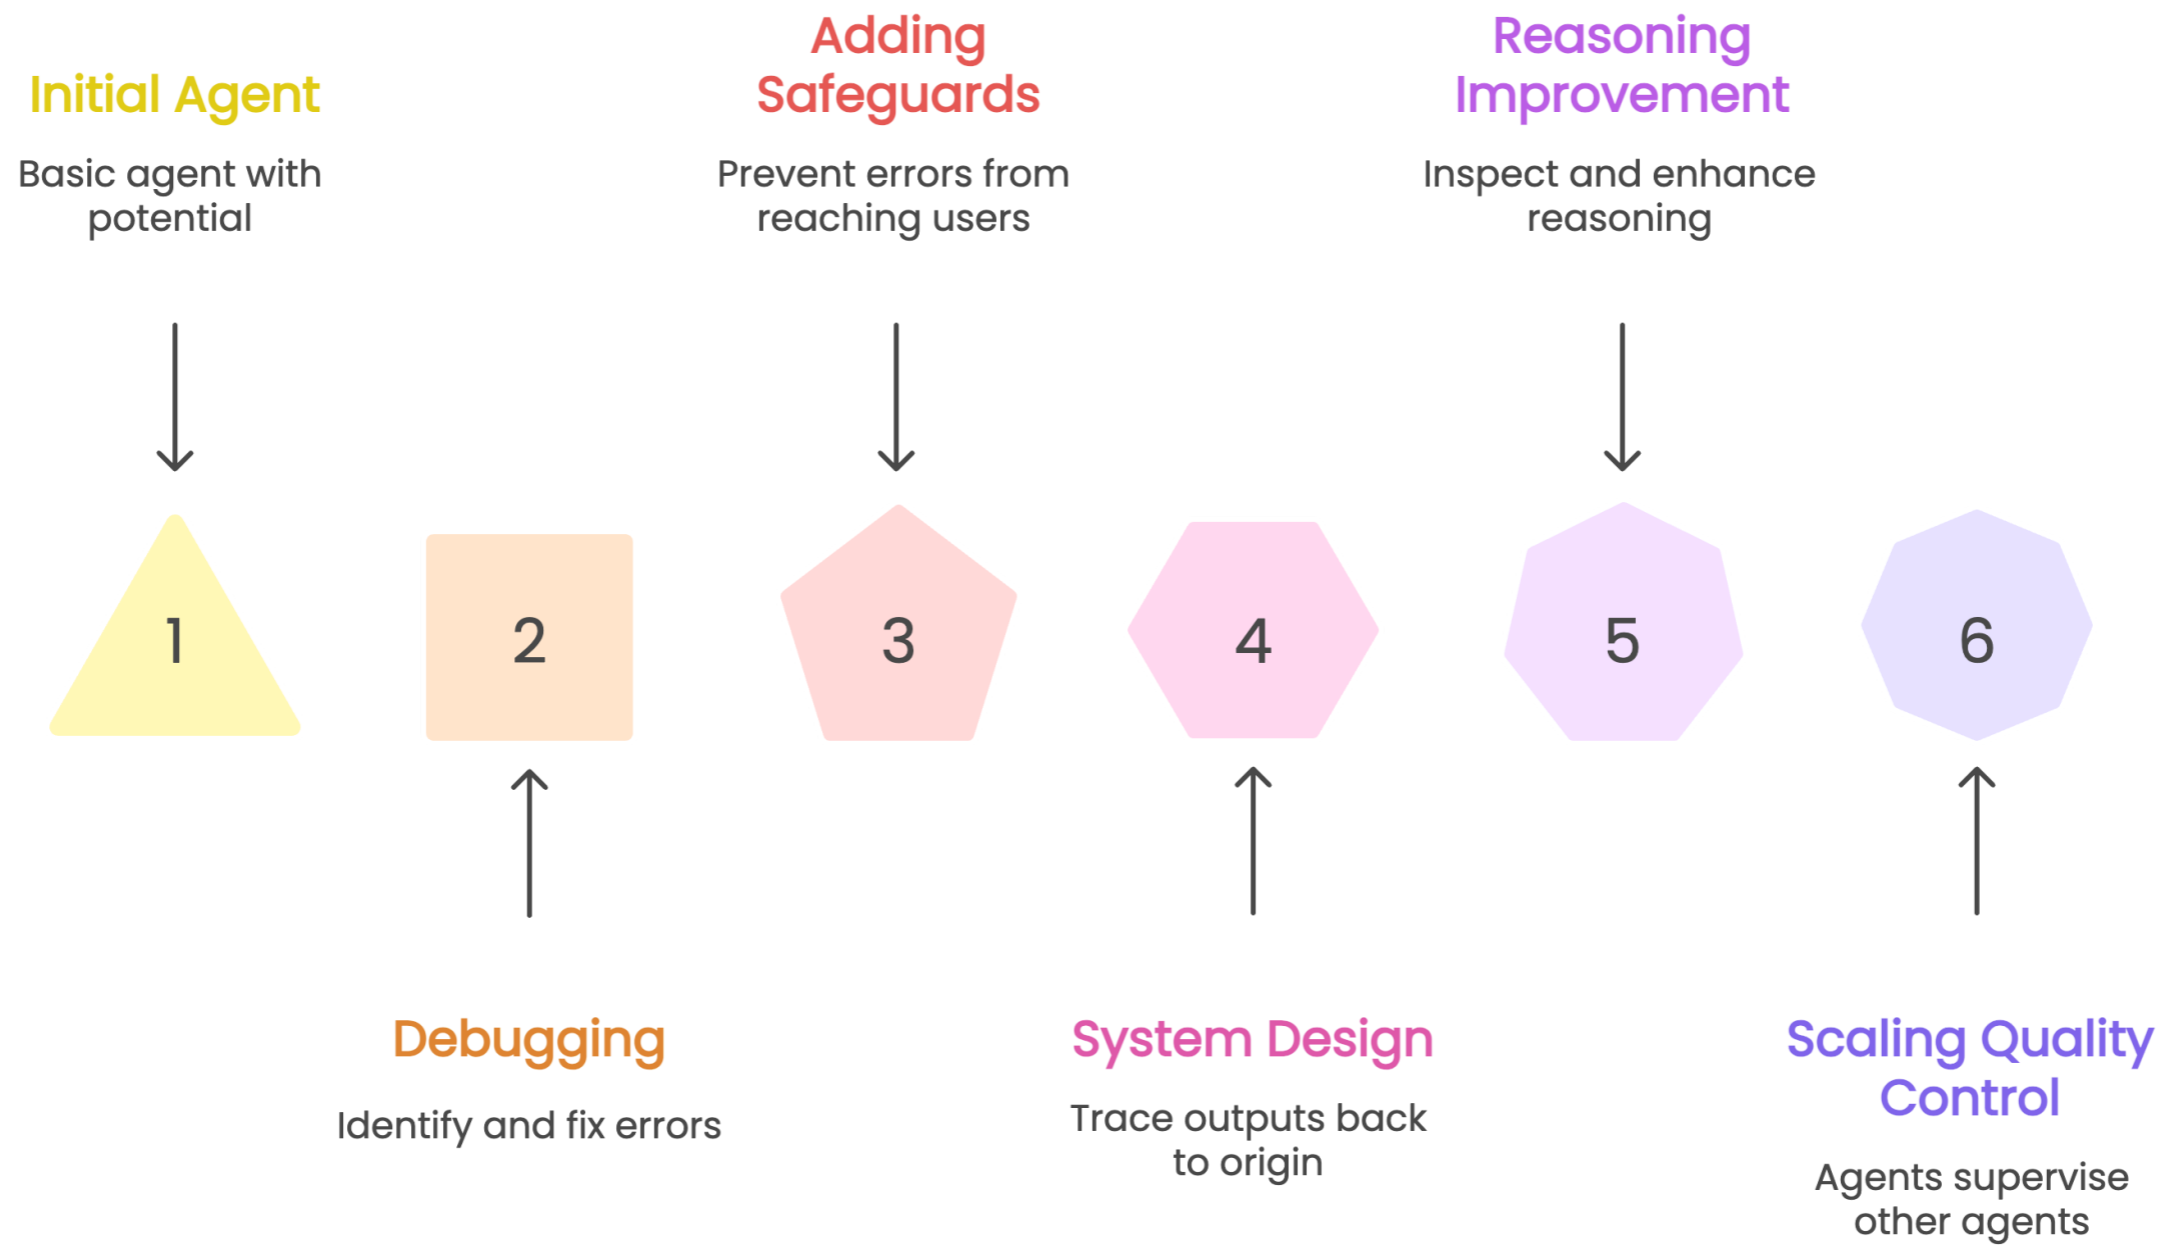 Initial Agent
Basic agent with
potential
Adding
Safeguards
Prevent errors from
reaching users
Reasoning
Improvement
Inspect and enhance
reasoning
1
2
3
4
5
6
Debugging
Identify and fix errors
System Design
Trace outputs back
to origin
Scaling Quality
Control
Agents supervise
other agents